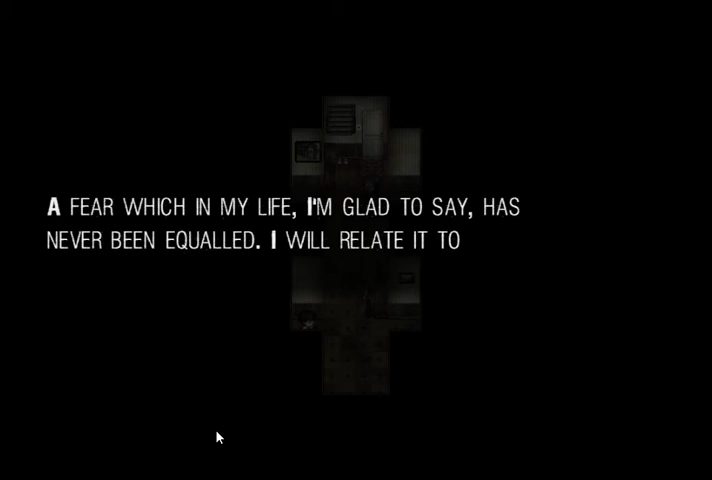 A FEAR WHICH IN MY LIFE, I'M GLAD TO SAY, HAS
NEVER BEEN EQUALLED. I WILL RELATE IT TO